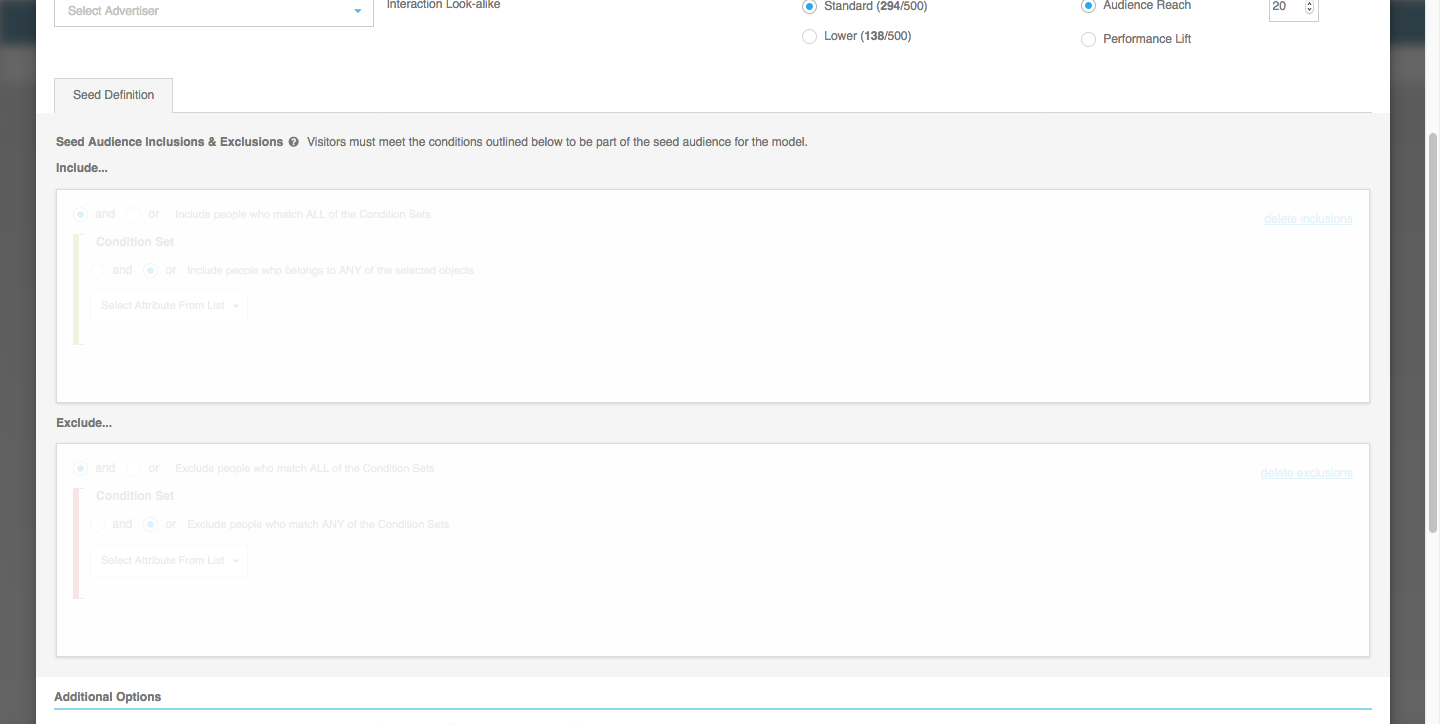 Select Advertiser
Interaction Look-alike
Standard (294/500)
Audience Reach
20
Lower (138/500)
Performance Lift
Seed Definition
Seed Audience Inclusions & Exclusions ? Visitors must meet the conditions outlined below to be part of the seed audience for the model.
Include...
and or Include people who match ALL of the Condition Sets
delete inclusions
Condition Set
and or Include people who belongs to ANY of the selected objects
Select Attribute From List
Exclude...
and or Exclude people who match ALL of the Condition Sets
delete exclusions
Condition Set
and or Exclude people who match ANY of the Condition Sets
Select Attribute From List
Additional Options